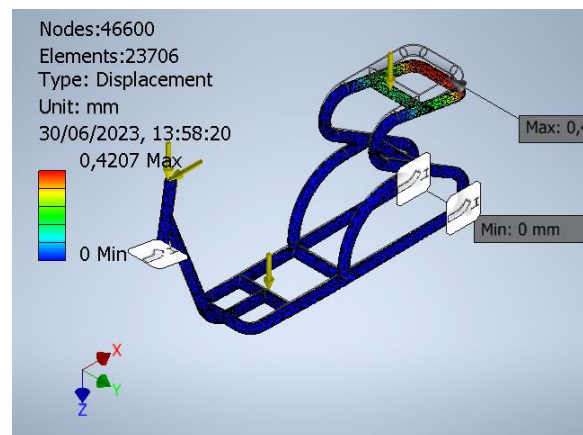 Nodes:46600
Elements:23706
Type: Displacement
Unit: mm
30/06/2023, 13:58:20
0,4207 Max
Max: 0,
0 Min
Min: 0 mm
X
Y
Z